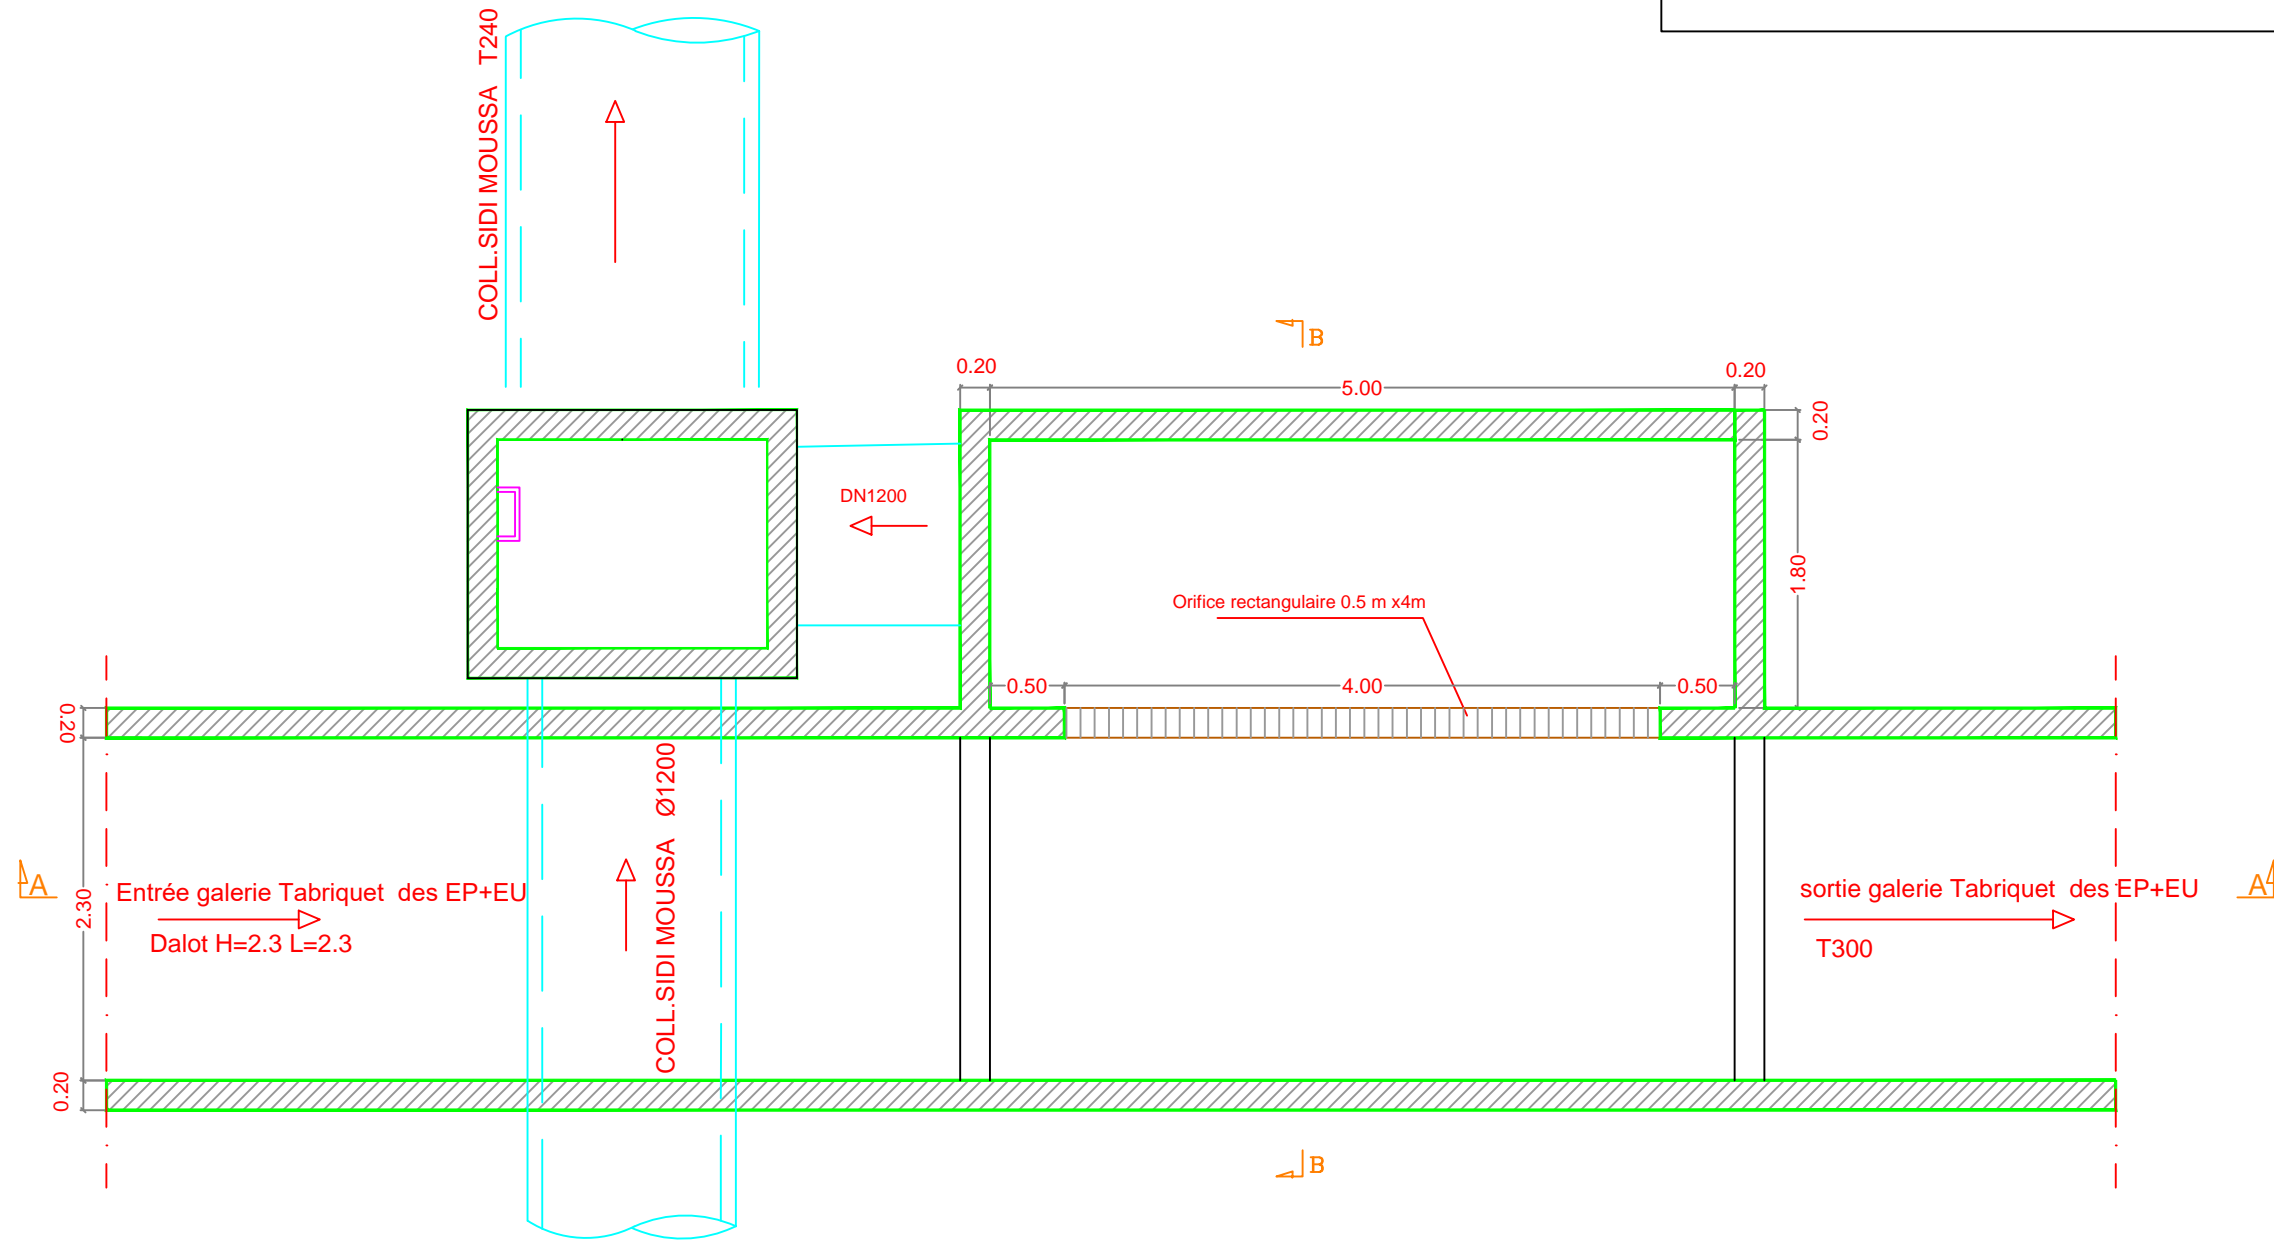 COLL.SIDI MOUSSA T240
B
0.20
5.00
0.20
0.20
DN1200
1.80
Orifice rectangulaire 0.5 m x4m
0.50
4.00
0.50
0.20
COLL.SIDI MOUSSA Ø1200
A
2.30
Entrée galerie Tabriquet des EP+EU
Dalot H=2.3 L=2.3
sortie galerie Tabriquet des EP+EU
T300
A
0.20
B